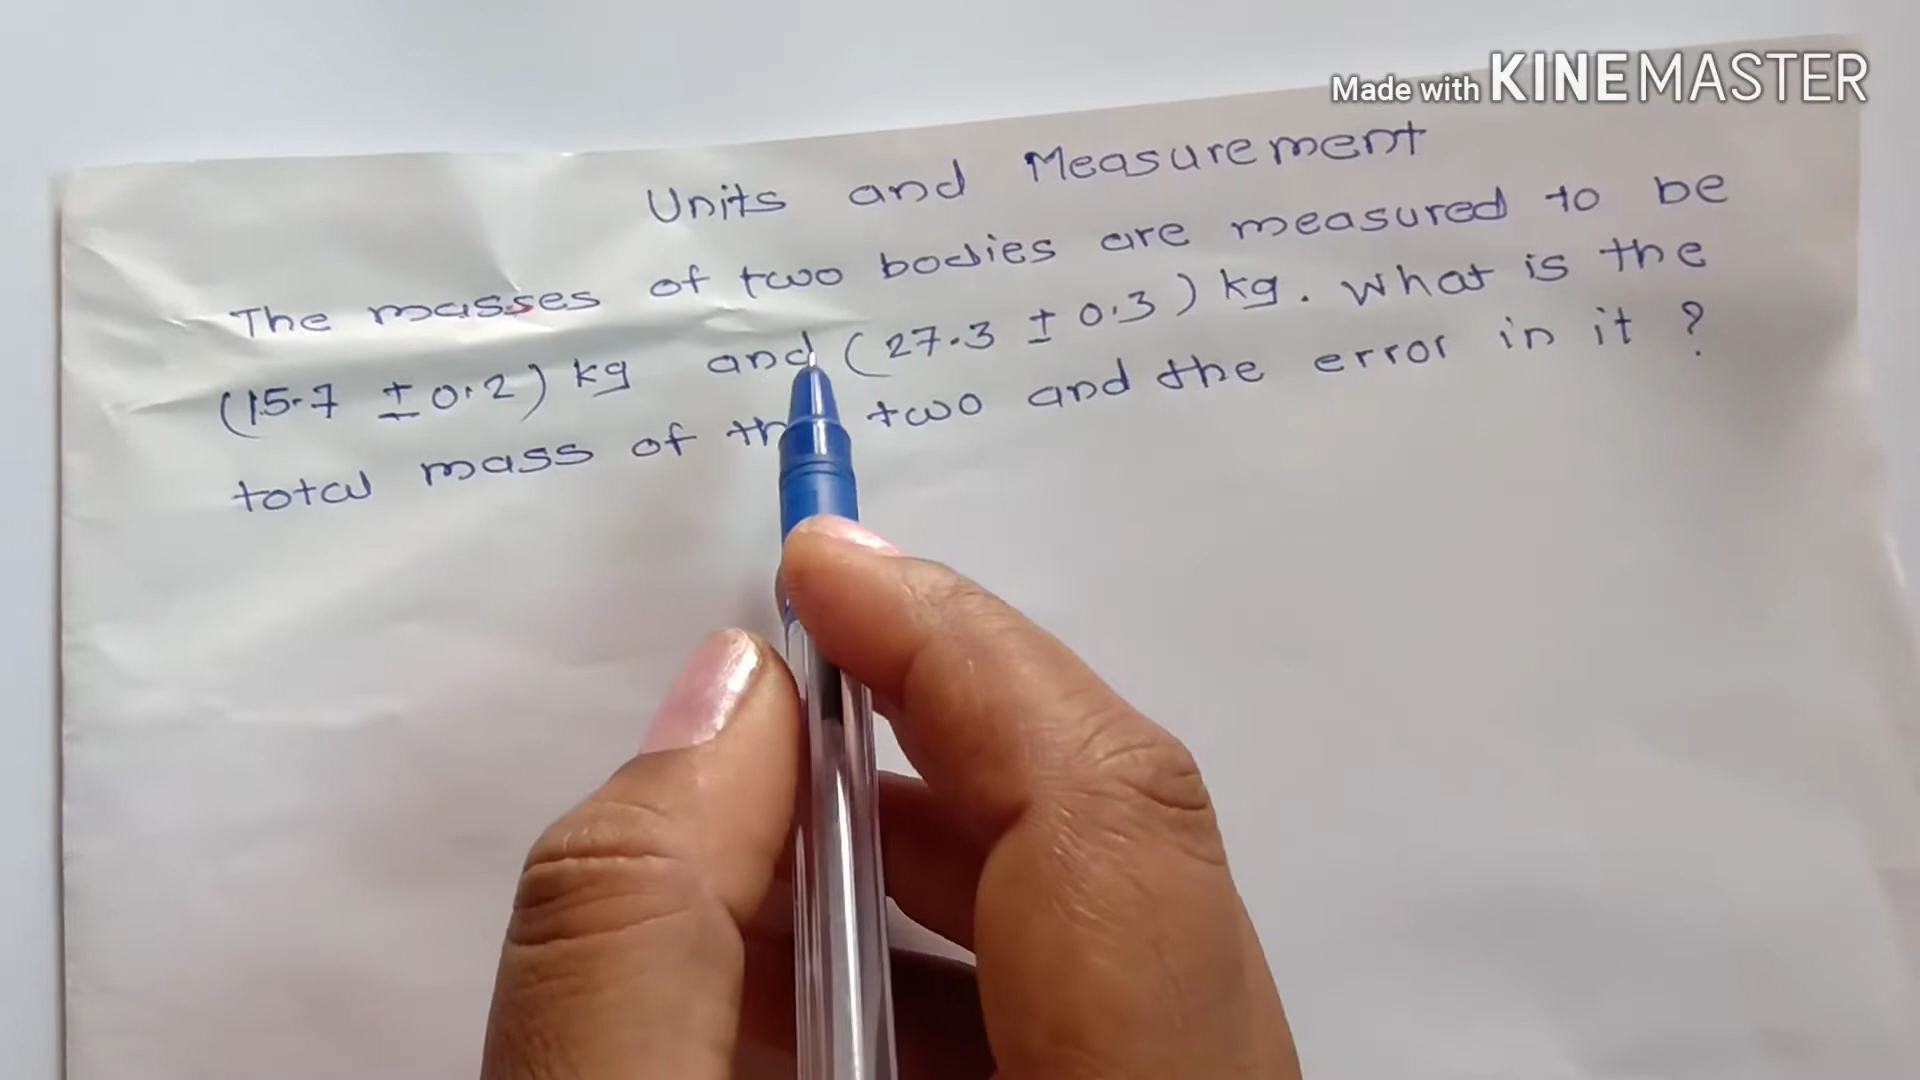 Made with KINEMASTER
Units and Measurement
The masses of two bodies are measured to be
(15.7 ± 0.2) kg and (27.3 ± 0.3) kg. What is the
total mass of th two and the error in it ?